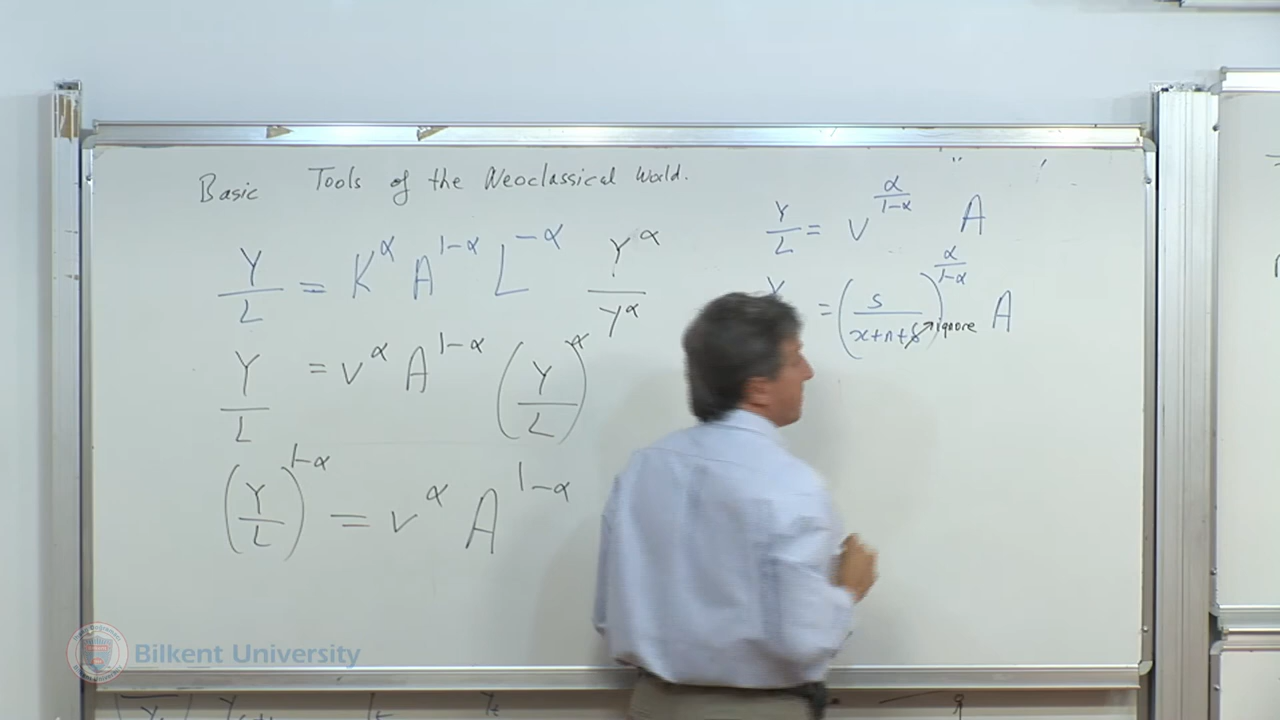 Basic Tools of the Neoclassical World.
Y/L = K^α A^{1-α} L^{-α} Y^α/Y^α
Y/L = v^α A^{1-α} (Y/L)^α
(Y/L)^{1-α} = v^α A^{1-α}
Y/L = v^{α/(1-α)} A
Y = (s/(x+n+δ))^{α/(1-α)} A
ignore
Bilkent University